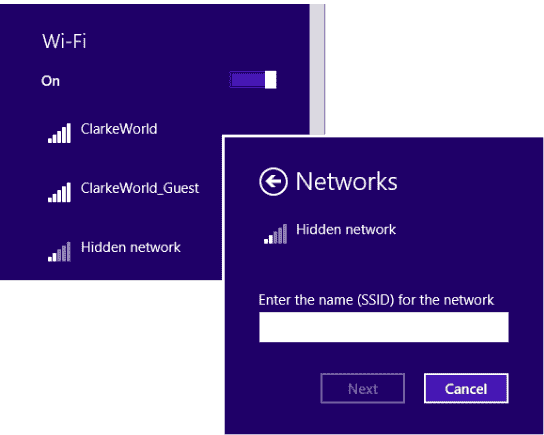 Wi-Fi
On
ClarkeWorld
ClarkeWorld_Guest
Hidden network
Networks
Hidden network
Enter the name (SSID) for the network
Next
Cancel